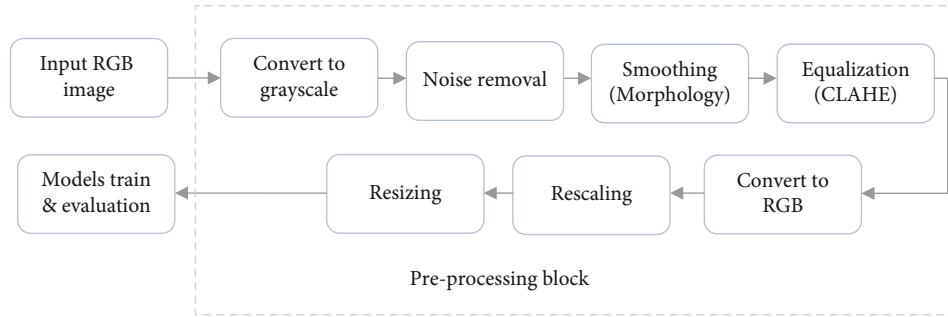 Input RGB
image
Convert to
grayscale
Noise removal
Smoothing
(Morphology)
Equalization
(CLAHE)
Convert to
RGB
Rescaling
Resizing
Models train
& evaluation
Pre-processing block